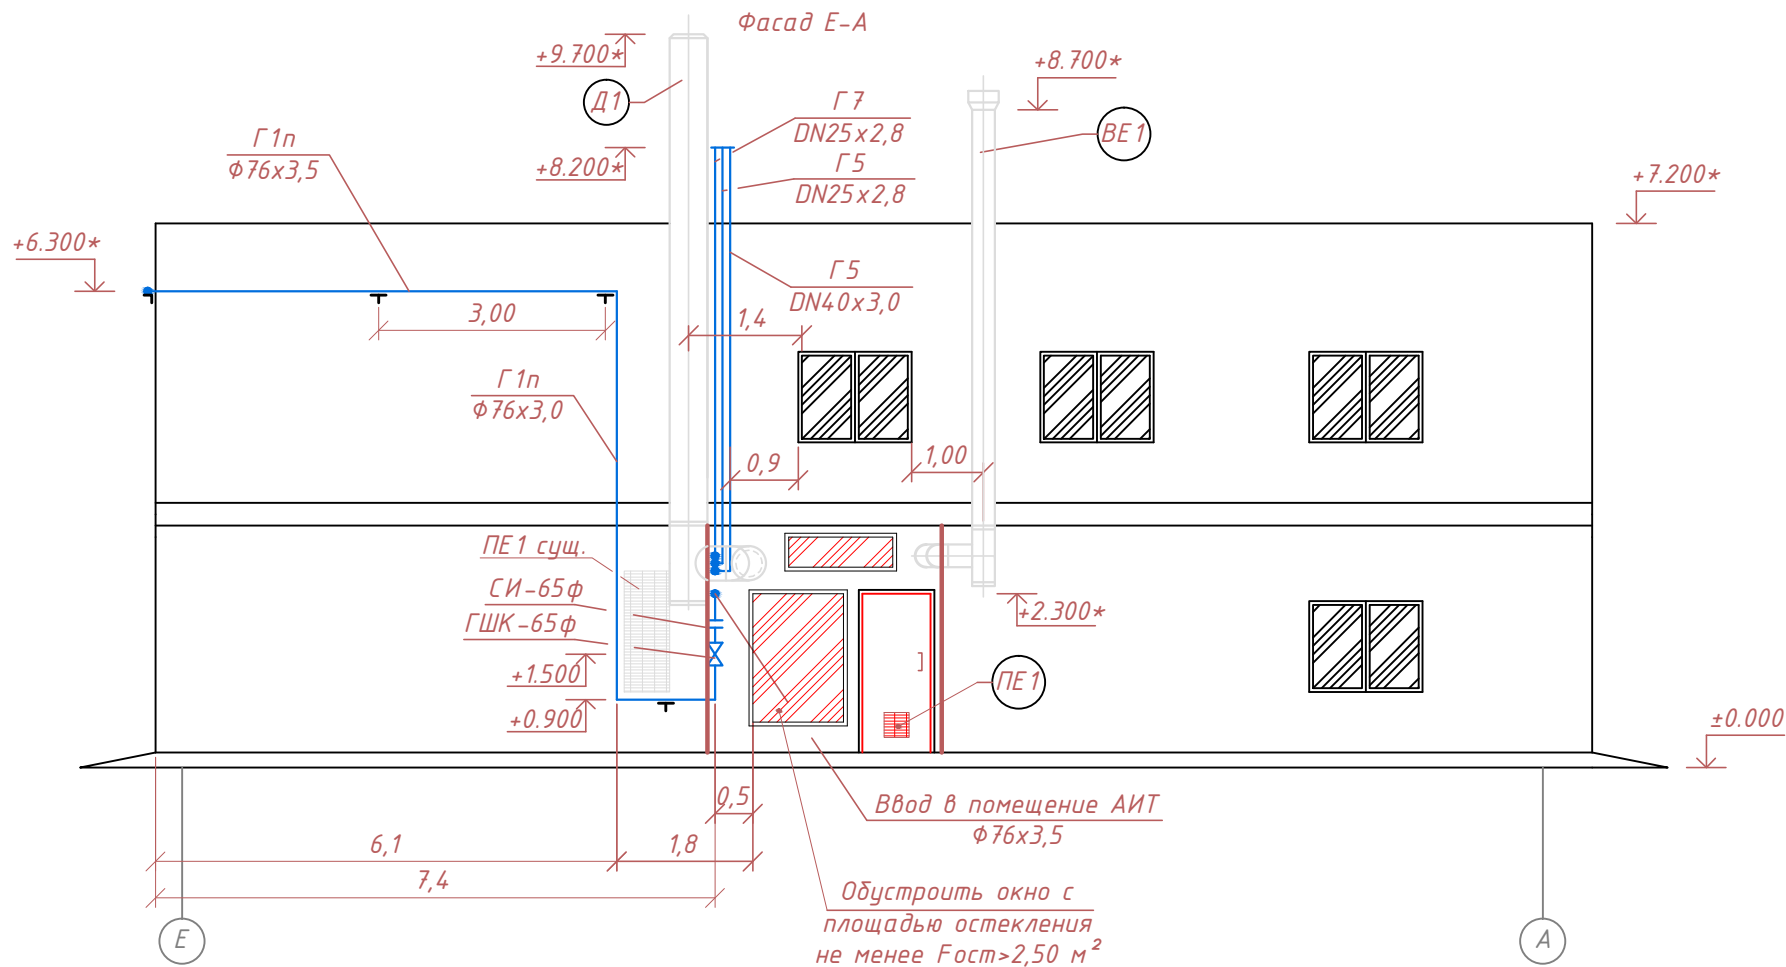 Фасад Е-А
+9.700*
+8.700*
Д1
Г7
DN25x2,8
ВЕ1
Г1п
Ф76x3,5
+8.200*
Г5
DN25x2,8
+7.200*
+6.300*
Г5
DN40x3,0
3,00
1,4
Г1п
Ф76x3,0
0,9
1,00
ПЕ1 сущ.
СИ-65ф
ГШК-65ф
+2.300*
+1.500
ПЕ1
+0.900
±0.000
0,5
Ввод в помещение АИТ
Ф76x3,5
6,1
1,8
7,4
Обустроить окно с
площадью остекления
не менее Fост>2,50 м²
Е
А